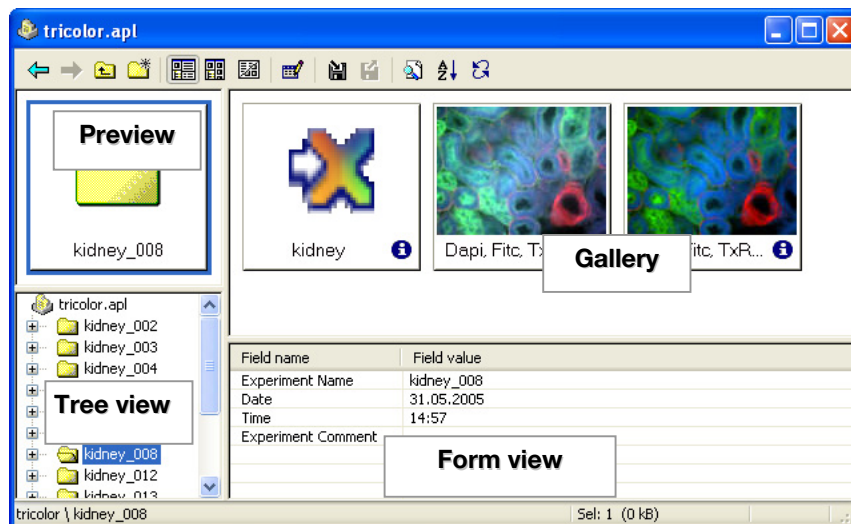 tricolor.apl
Preview
kidney_008
kidney
Dapi, Fitc, Tx
itc, TxR...
Gallery
tricolor.apl
kidney_002
kidney_003
kidney_004
Tree view
kidney_008
kidney_012
kidney_013
Field name Field value
Experiment Name kidney_008
Date 31.05.2005
Time 14:57
Experiment Comment
Form view
tricolor \ kidney_008 Sel: 1 (0 kB)